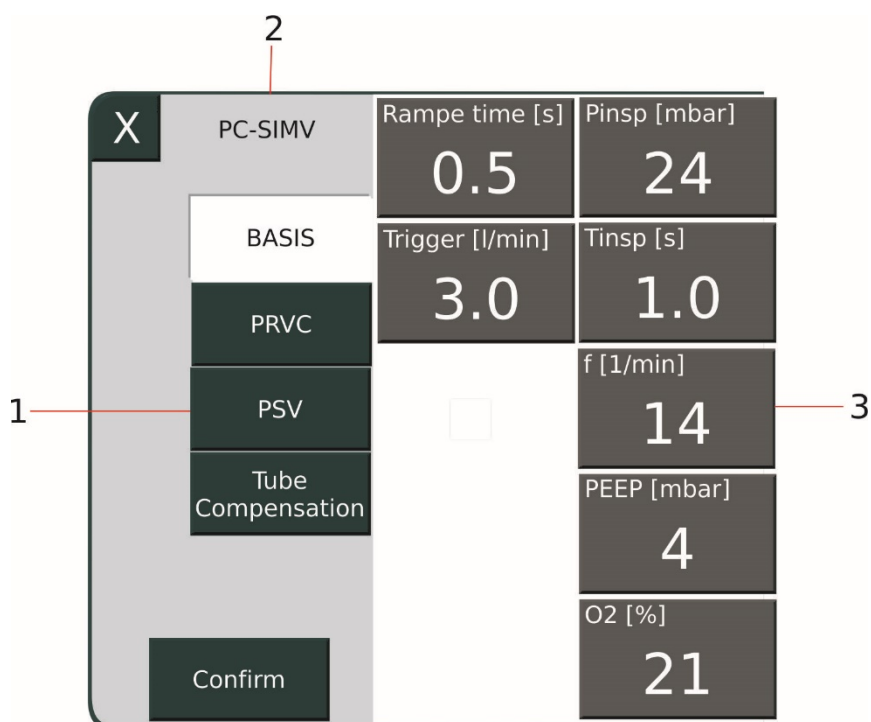 2
X
PC-SIMV
BASIS
PRVC
1
PSV
Tube
Compensation
Confirm
Rampe time [s]
0.5
Trigger [l/min]
3.0
Pinsp [mbar]
24
Tinsp [s]
1.0
f [1/min]
14
3
PEEP [mbar]
4
O2 [%]
21